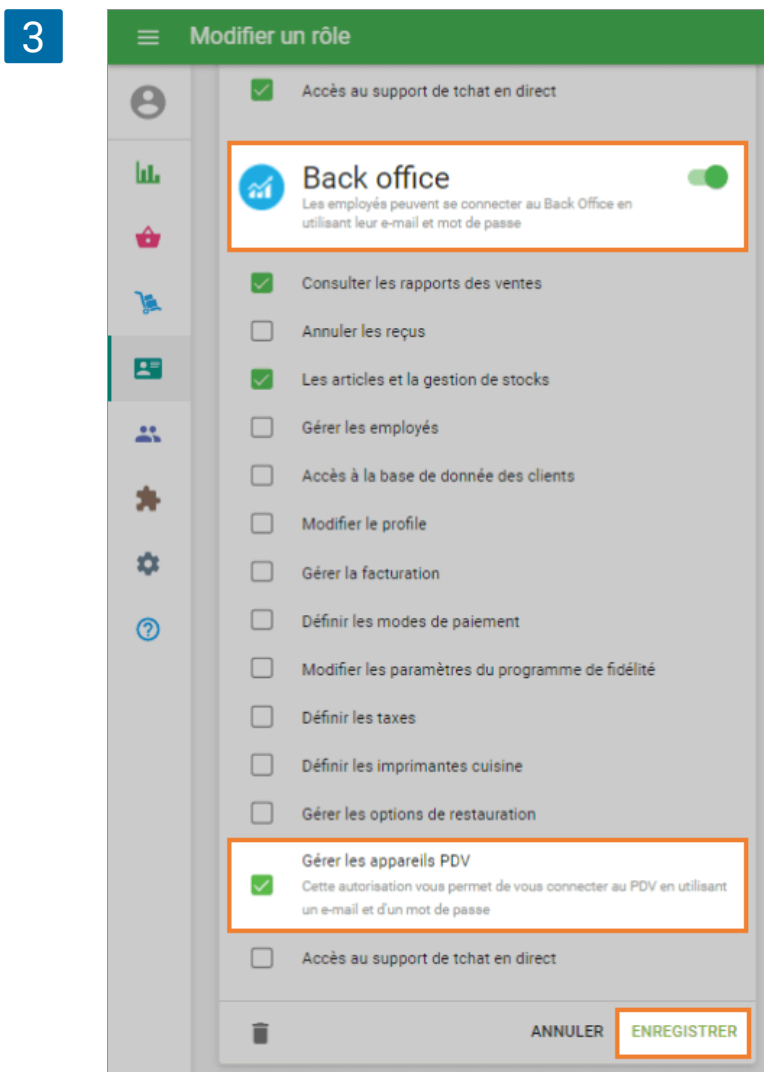 3
Modifier un rôle
Accès au support de tchat en direct
Back office
Les employés peuvent se connecter au Back Office en
utilisant leur e-mail et mot de passe
Consulter les rapports des ventes
Annuler les reçus
Les articles et la gestion de stocks
Gérer les employés
Accès à la base de donnée des clients
Modifier le profile
Gérer la facturation
Définir les modes de paiement
Modifier les paramètres du programme de fidélité
Définir les taxes
Définir les imprimantes cuisine
Gérer les options de restauration
Gérer les appareils PDV
Cette autorisation vous permet de vous connecter au PDV en utilisant
un e-mail et d'un mot de passe
Accès au support de tchat en direct
ANNULER ENREGISTRER